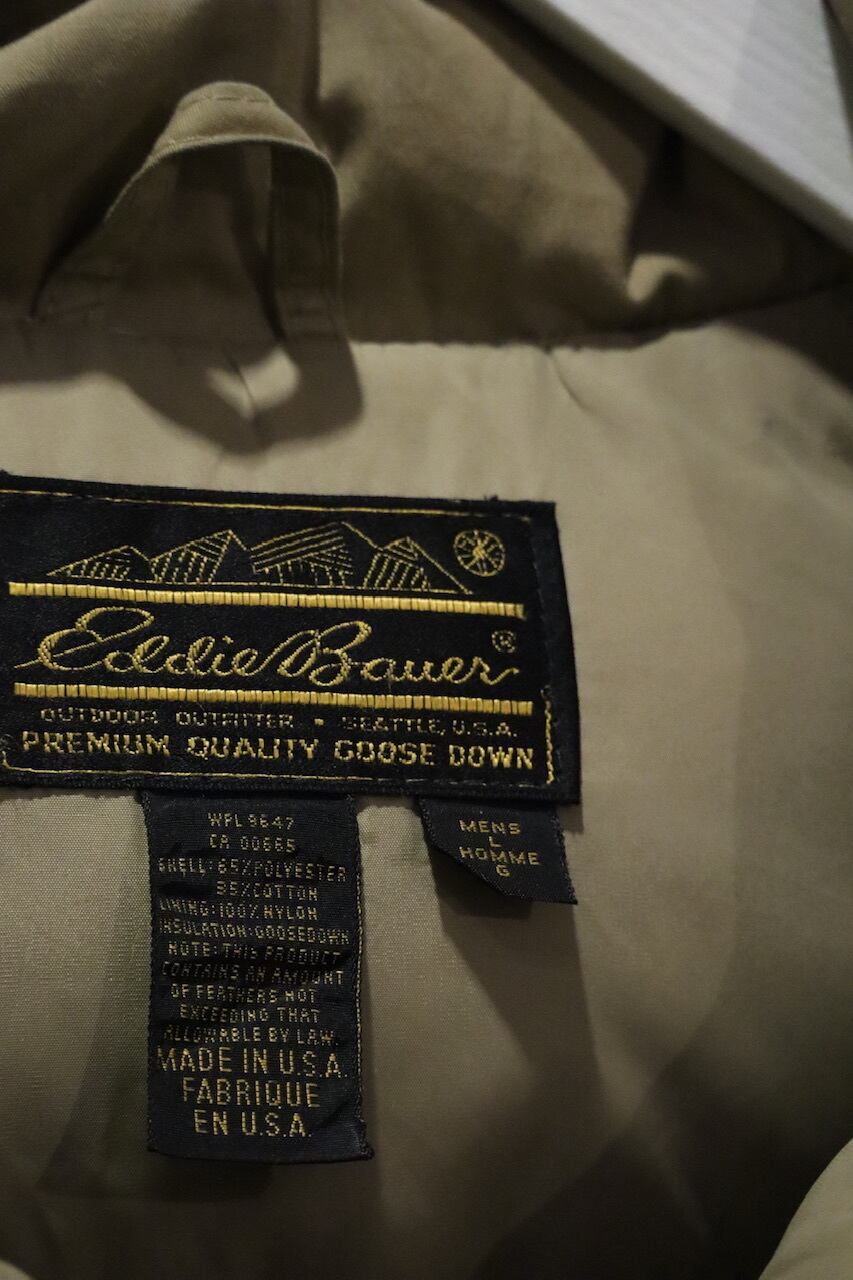 Eddie Bauer ®
OUTDOOR OUTFITTER • SEATTLE, U.S.A.
PREMIUM QUALITY GOOSE DOWN
WPL 9647
CA 00665
SHELL: 65% POLYESTER
35% COTTON
LINING: 100% NYLON
INSULATION: GOOSEDOWN
NOTE: THIS PRODUCT
CONTAINS AN AMOUNT
OF FEATHERS NOT
EXCEEDING THAT
ALLOWABLE BY LAW.
MADE IN U.S.A.
FABRIQUE
EN U.S.A.
MENS
L
HOMME
G